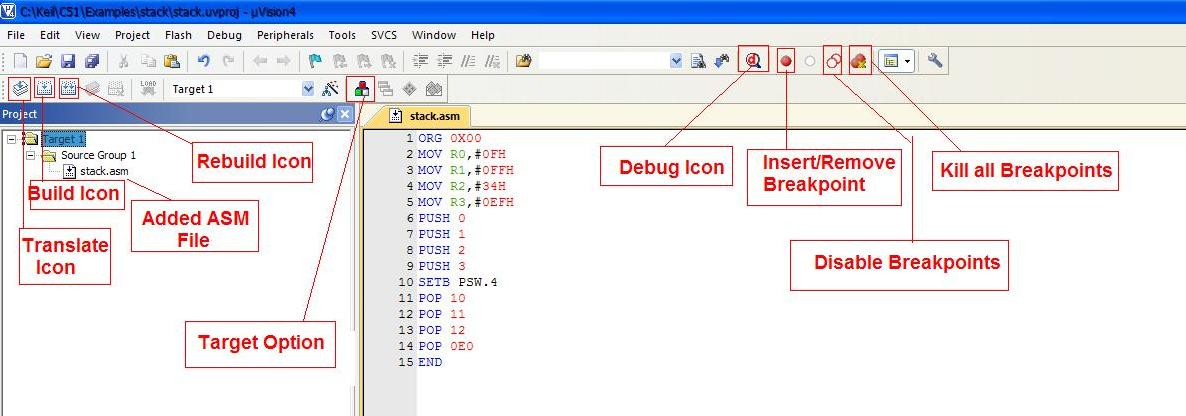 C:\Keil\C51\Examples\stack\stack.uvproj - µVision4
File Edit View Project Flash Debug Peripherals Tools SVCS Window Help
LOAD
Target 1
Project
Target 1
Source Group 1
stack.asm
Rebuild Icon
Build Icon
Added ASM
File
Translate
Icon
Target Option
stack.asm
1 ORG 0X00
2 MOV R0,#0FH
3 MOV R1,#0FFH
4 MOV R2,#34H
5 MOV R3,#0EFH
6 PUSH 0
7 PUSH 1
8 PUSH 2
9 PUSH 3
10 SETB PSW.4
11 POP 10
12 POP 11
13 POP 12
14 POP 0E0
15 END
Debug Icon
Insert/Remove
Breakpoint
Kill all Breakpoints
Disable Breakpoints